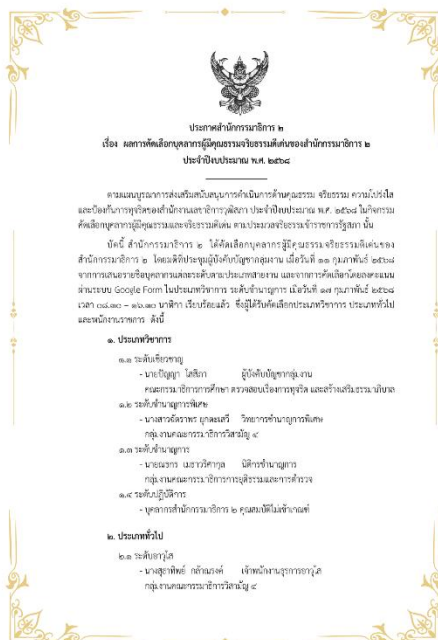 ประกาศสำนักกรรมาธิการ ๒
เรื่อง ผลการคัดเลือกบุคลากรผู้มีคุณธรรมจริยธรรมดีเด่นของสำนักกรรมาธิการ ๒
ประจำปีงบประมาณ พ.ศ. ๒๕๖๘
ตามแผนบูรณาการส่งเสริมสนับสนุนการดำเนินการด้านคุณธรรม จริยธรรม ความโปร่งใส
และป้องกันการทุจริตของสำนักงานเลขาธิการวุฒิสภา ประจำปีงบประมาณ พ.ศ. ๒๕๖๘ ในกิจกรรม
คัดเลือกบุคลากรผู้มีคุณธรรมและจริยธรรมดีเด่น ตามประมวลจริยธรรมข้าราชการรัฐสภา นั้น
บัดนี้ สำนักกรรมาธิการ ๒ ได้คัดเลือกบุคลากรผู้มีคุณธรรมจริยธรรมดีเด่นของ
สำนักกรรมาธิการ ๒ โดยมติที่ประชุมผู้บังคับบัญชากลุ่มงาน เมื่อวันที่ ๑๑ กุมภาพันธ์ ๒๕๖๘
จากการเสนอรายชื่อบุคลากรแต่ละระดับตามประเภทสายงาน และจากการคัดเลือกโดยลงคะแนน
ผ่านระบบ Google Form ในประเภทวิชาการ ระดับชำนาญการ เมื่อวันที่ ๑๗ กุมภาพันธ์ ๒๕๖๘
เวลา ๐๘.๓๐ – ๑๖.๓๐ นาฬิกา เรียบร้อยแล้ว ซึ่งผู้ได้รับคัดเลือกประเภทวิชาการ ประเภททั่วไป
และพนักงานราชการ ดังนี้
๑. ประเภทวิชาการ
๑.๑ ระดับเชี่ยวชาญ
- นายปัญญา โสสิภา ผู้บังคับบัญชากลุ่มงาน
คณะกรรมาธิการการศึกษา ตรวจสอบเรื่องการทุจริต และสร้างเสริมธรรมาภิบาล
๑.๒ ระดับชำนาญการพิเศษ
- นางสาวฉัตราพร ยุกตะเสวี วิทยากรชำนาญการพิเศษ
กลุ่มงานคณะกรรมาธิการวิสามัญ ๔
๑.๓ ระดับชำนาญการ
- นายณธกร เมธาวริศากุล นิติกรชำนาญการ
กลุ่มงานคณะกรรมาธิการการยุติธรรมและการตำรวจ
๑.๔ ระดับปฏิบัติการ
- บุคลากรสำนักกรรมาธิการ ๒ คุณสมบัติไม่เข้าเกณฑ์
๒. ประเภททั่วไป
๒.๑ ระดับอาวุโส
- นางสุธาทิพย์ กล้าณรงค์ เจ้าพนักงานธุรการอาวุโส
กลุ่มงานคณะกรรมาธิการวิสามัญ ๔